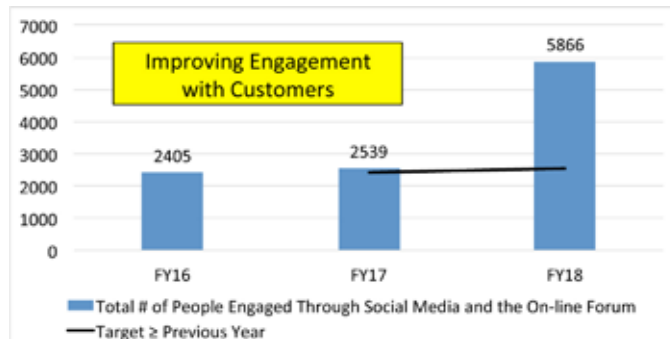 7000
6000
5000
4000
3000
2000
1000
0
Improving Engagement
with Customers
2405
2539
5866
FY16
FY17
FY18
Total # of People Engaged Through Social Media and the On-line Forum
Target ≥ Previous Year